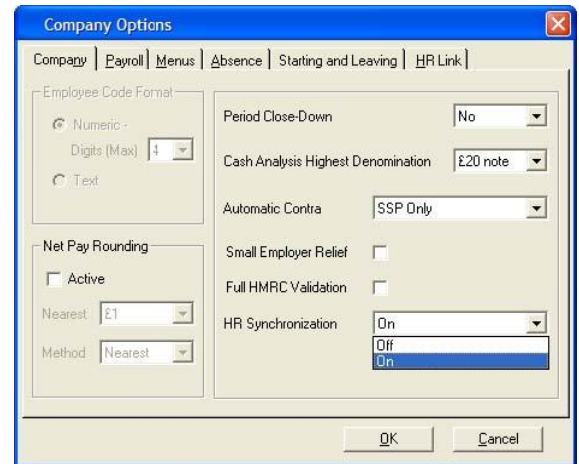 Company Options
Company Payroll Menus Absence Starting and Leaving HR Link
Employee Code Format
Numeric -
Digits (Max) 4
Text
Net Pay Rounding
Active
Nearest £1
Method Nearest
Period Close-Down No
Cash Analysis Highest Denomination £20 note
Automatic Contra SSP Only
Small Employer Relief
Full HMRC Validation
HR Synchronization On
Off
On
OK Cancel